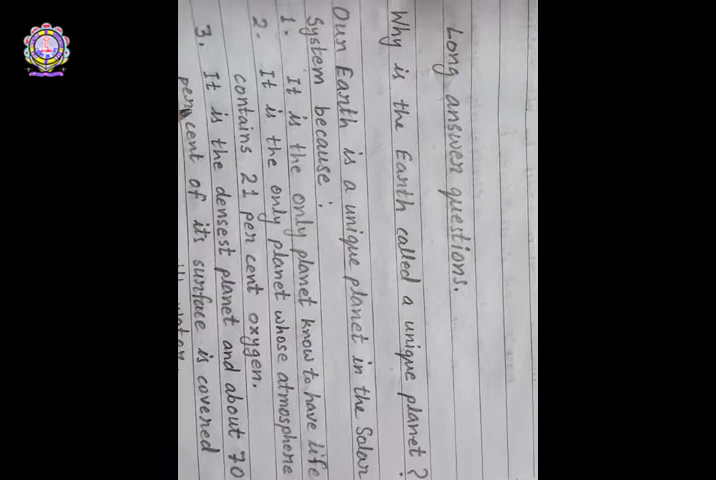 Long answer questions.
Why is the Earth called a unique planet?
Our Earth is a unique planet in the Solar
System because :
1. It is the only planet know to have life
2. It is the only planet whose atmosphere
contains 21 per cent oxygen.
3. It is the densest planet and about 70
per cent of its surface is covered